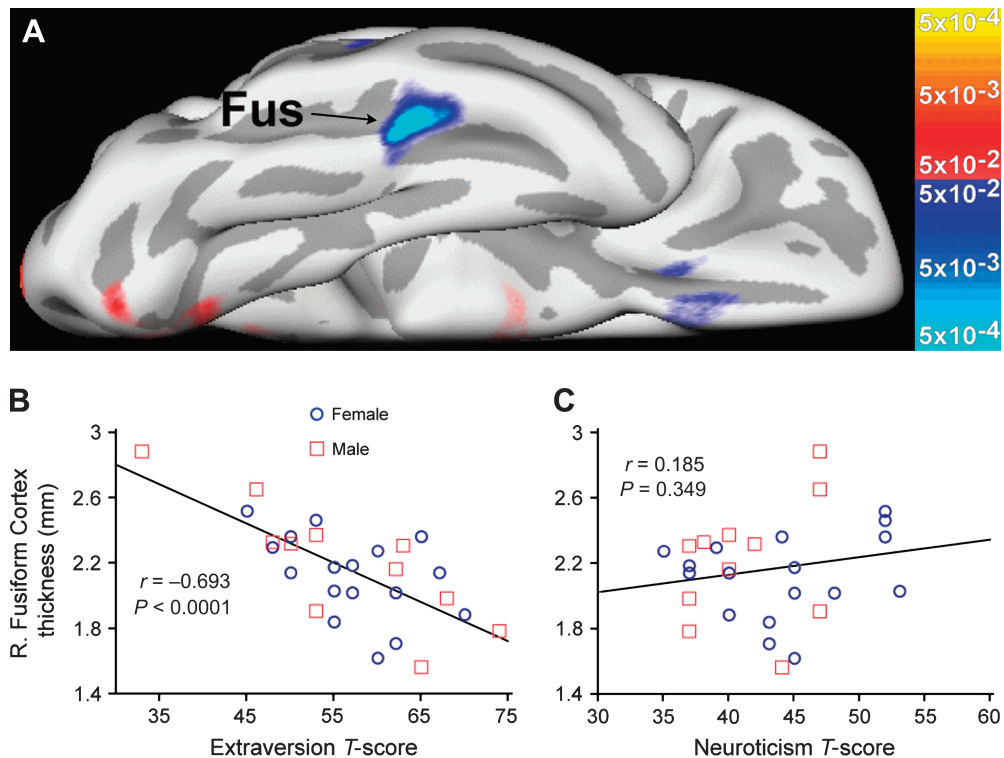 A
Fus
5x10-4
5x10-3
5x10-2
5x10-2
5x10-3
5x10-4
B
Female
Male
R. Fusiform Cortex
thickness (mm)
3
2.6
2.2
1.8
1.4
r = –0.693
P < 0.0001
35 45 55 65 75
Extraversion T-score
C
3
2.6
2.2
1.8
1.4
r = 0.185
P = 0.349
30 35 40 45 50 55 60
Neuroticism T-score